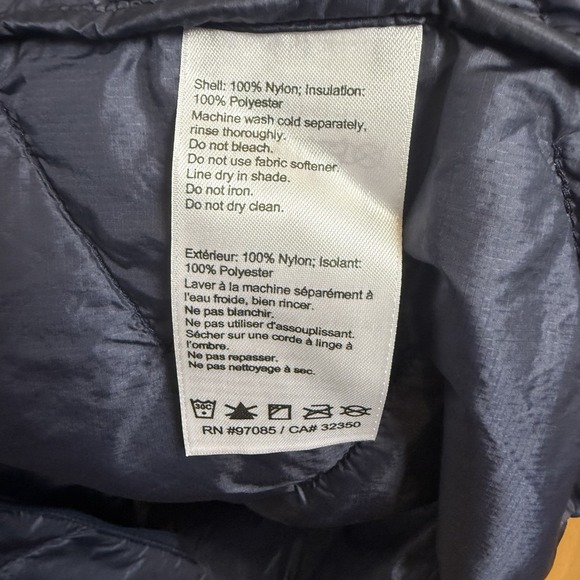 Shell: 100% Nylon; Insulation:
100% Polyester
Machine wash cold separately,
rinse thoroughly.
Do not bleach.
Do not use fabric softener.
Line dry in shade.
Do not iron.
Do not dry clean.
Extérieur: 100% Nylon; Isolant:
100% Polyester
Laver à la machine séparément à
l'eau froide, bien rincer.
Ne pas blanchir.
Ne pas utiliser d'assouplissant.
Sécher sur une corde à linge à
l'ombre.
Ne pas repasser.
Ne pas nettoyage à sec.
30C
RN #97085 / CA# 32350